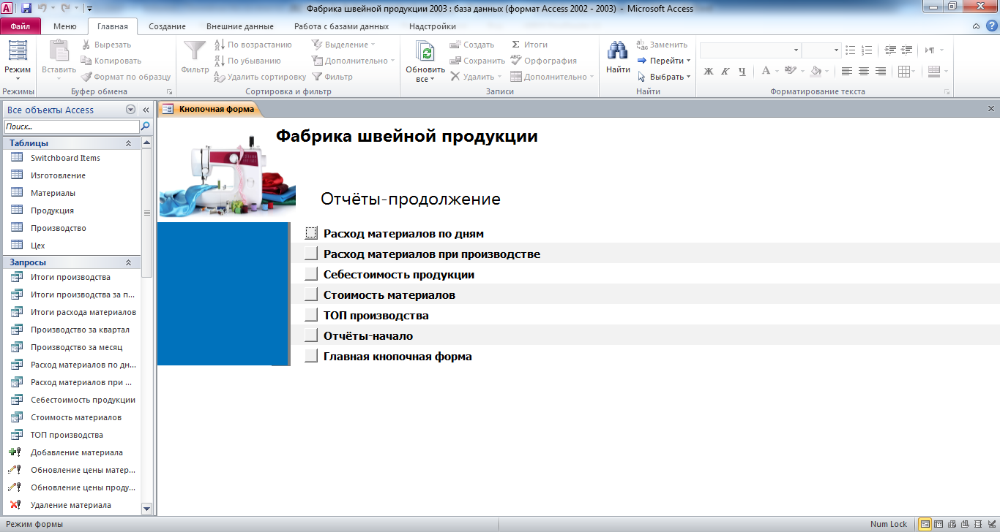 Фабрика швейной продукции 2003 : база данных (формат Access 2002 - 2003) - Microsoft Access
Файл Меню Главная Создание Внешние данные Работа с базами данных Надстройки
Режим
Режимы
Вставить
Вырезать
Копировать
Формат по образцу
Буфер обмена
Фильтр
По возрастанию
По убыванию
Удалить сортировку
Выделение
Дополнительно
Фильтр
Сортировка и фильтр
Обновить
все
Создать
Сохранить
Удалить
Итоги
Орфография
Дополнительно
Записи
Найти
Заменить
Перейти
Выбрать
Найти
Ж К Ч A
Форматирование текста
Все объекты Access
Поиск...
Таблицы
Switchboard Items
Изготовление
Материалы
Продукция
Производство
Цех
Запросы
Итоги производства
Итоги производства за п...
Итоги расхода материалов
Производство за квартал
Производство за месяц
Расход материалов по дн...
Расход материалов при ...
Себестоимость продукции
Стоимость материалов
ТОП производства
Добавление материала
Обновление цены матер...
Обновление цены проду...
Удаление материала
Кнопочная форма
Фабрика швейной продукции
Отчёты-продолжение
Расход материалов по дням
Расход материалов при производстве
Себестоимость продукции
Стоимость материалов
ТОП производства
Отчёты-начало
Главная кнопочная форма
Режим формы
Num Lock